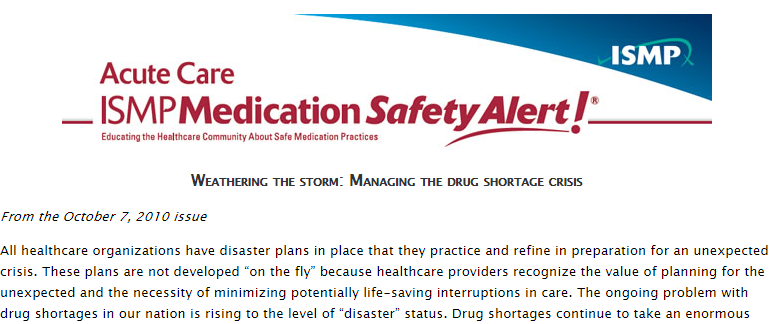 ISMP
Acute Care
ISMP Medication Safety Alert!®
Educating the Healthcare Community About Safe Medication Practices
Weathering the storm: Managing the drug shortage crisis
From the October 7, 2010 issue
All healthcare organizations have disaster plans in place that they practice and refine in preparation for an unexpected
crisis. These plans are not developed “on the fly” because healthcare providers recognize the value of planning for the
unexpected and the necessity of minimizing potentially life-saving interruptions in care. The ongoing problem with
drug shortages in our nation is rising to the level of “disaster” status. Drug shortages continue to take an enormous